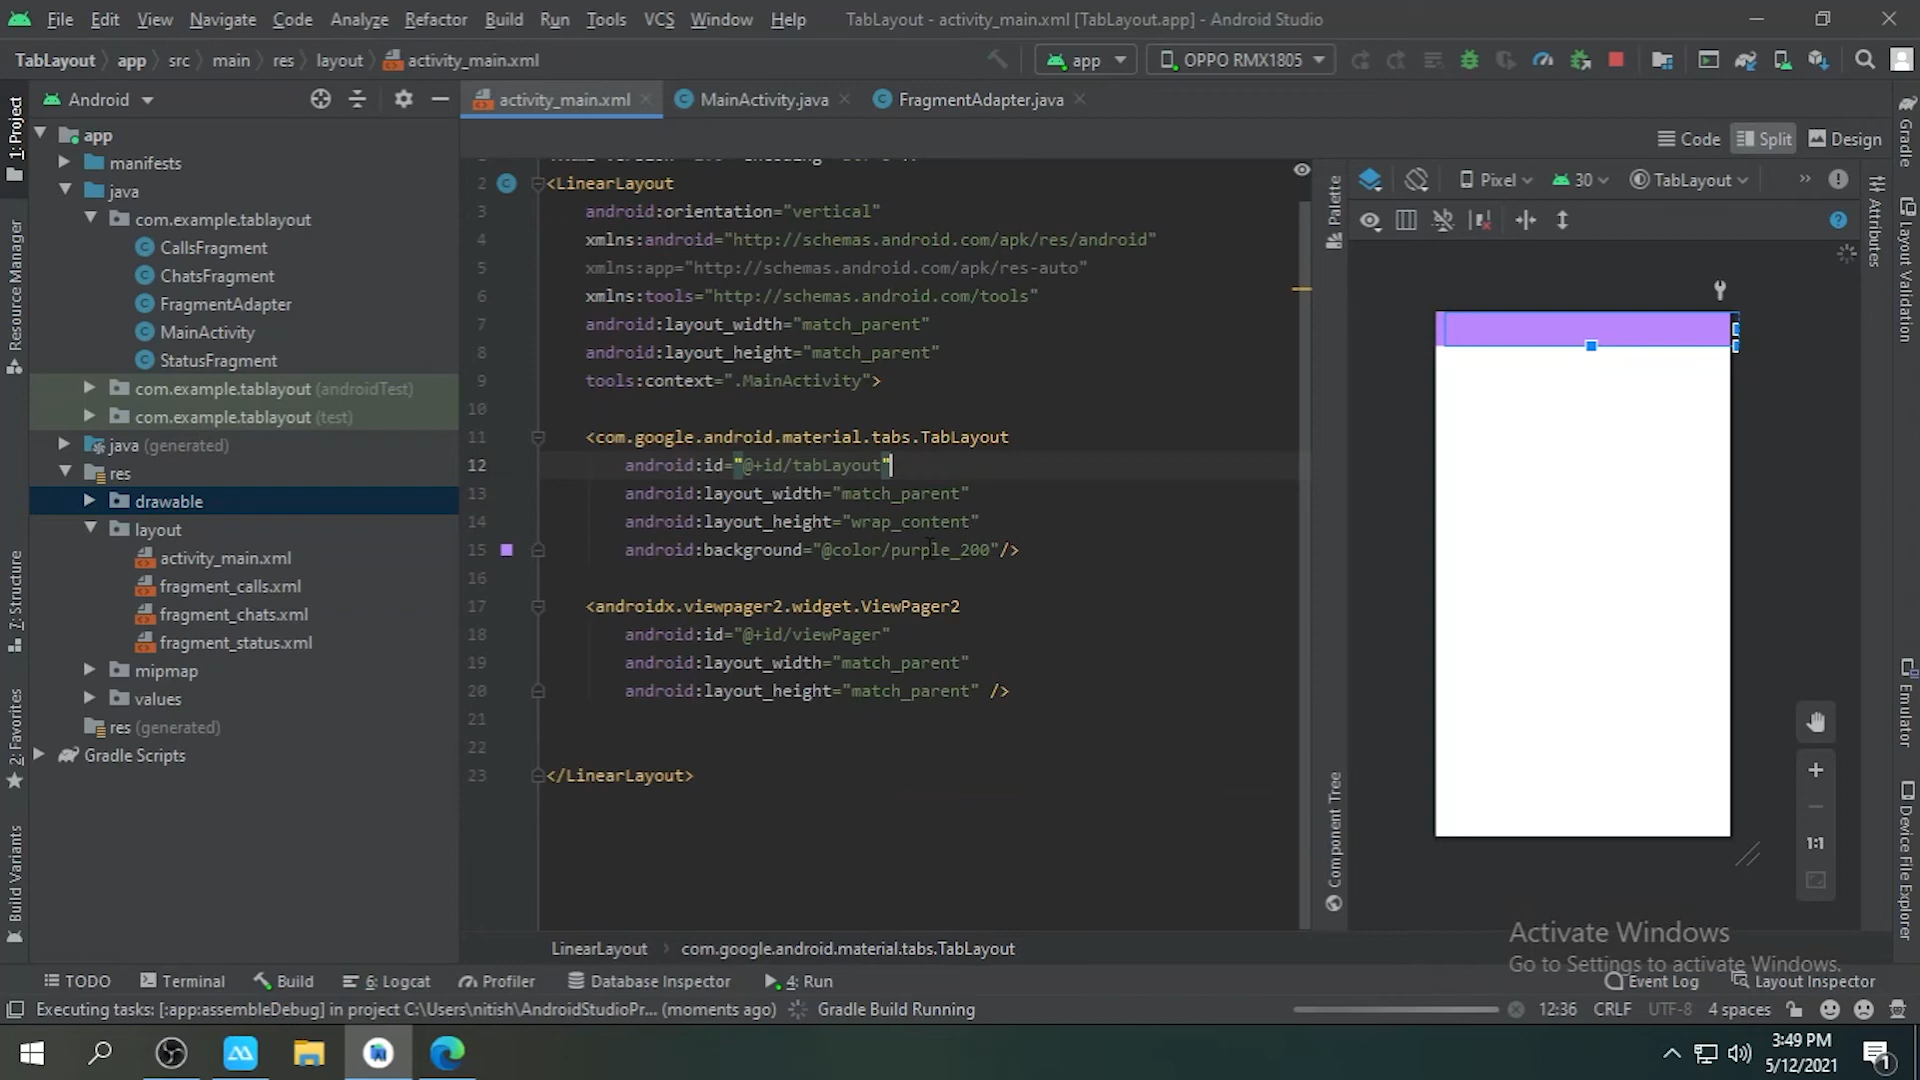 File Edit View Navigate Code Analyze Refactor Build Run Tools VCS Window Help TabLayout - activity_main.xml [TabLayout.app] - Android Studio
TabLayout app src main res layout activity_main.xml app OPPO RMX1805
Android activity_main.xml MainActivity.java FragmentAdapter.java
Code Split Design
Pixel 30 TabLayout
1: Project
Resource Manager
7: Structure
2: Favorites
Build Variants
app
manifests
java
com.example.tablayout
CallsFragment
ChatsFragment
FragmentAdapter
MainActivity
StatusFragment
com.example.tablayout (androidTest)
com.example.tablayout (test)
java (generated)
res
drawable
layout
activity_main.xml
fragment_calls.xml
fragment_chats.xml
fragment_status.xml
mipmap
values
res (generated)
Gradle Scripts
2 <LinearLayout
3 android:orientation="vertical"
4 xmlns:android="http://schemas.android.com/apk/res/android"
5 xmlns:app="http://schemas.android.com/apk/res-auto"
6 xmlns:tools="http://schemas.android.com/tools"
7 android:layout_width="match_parent"
8 android:layout_height="match_parent"
9 tools:context=".MainActivity">
10
11 <com.google.android.material.tabs.TabLayout
12 android:id="@+id/tabLayout"
13 android:layout_width="match_parent"
14 android:layout_height="wrap_content"
15 android:background="@color/purple_200"/>
16
17 <androidx.viewpager2.widget.ViewPager2
18 android:id="@+id/viewPager"
19 android:layout_width="match_parent"
20 android:layout_height="match_parent" />
21
22
23 </LinearLayout>
LinearLayout com.google.android.material.tabs.TabLayout
Palette
Component Tree
Attributes
Gradle
Layout Validation
Emulator
Device File Explorer
1:1
Activate Windows
Go to Settings to activate Windows.
TODO Terminal Build 6: Logcat Profiler Database Inspector 4: Run Event Log Layout Inspector
Executing tasks: [:app:assembleDebug] in project C:\Users\nitish\AndroidStudioPr... (moments ago) Gradle Build Running 12:36 CRLF UTF-8 4 spaces
3:49 PM
5/12/2021
1